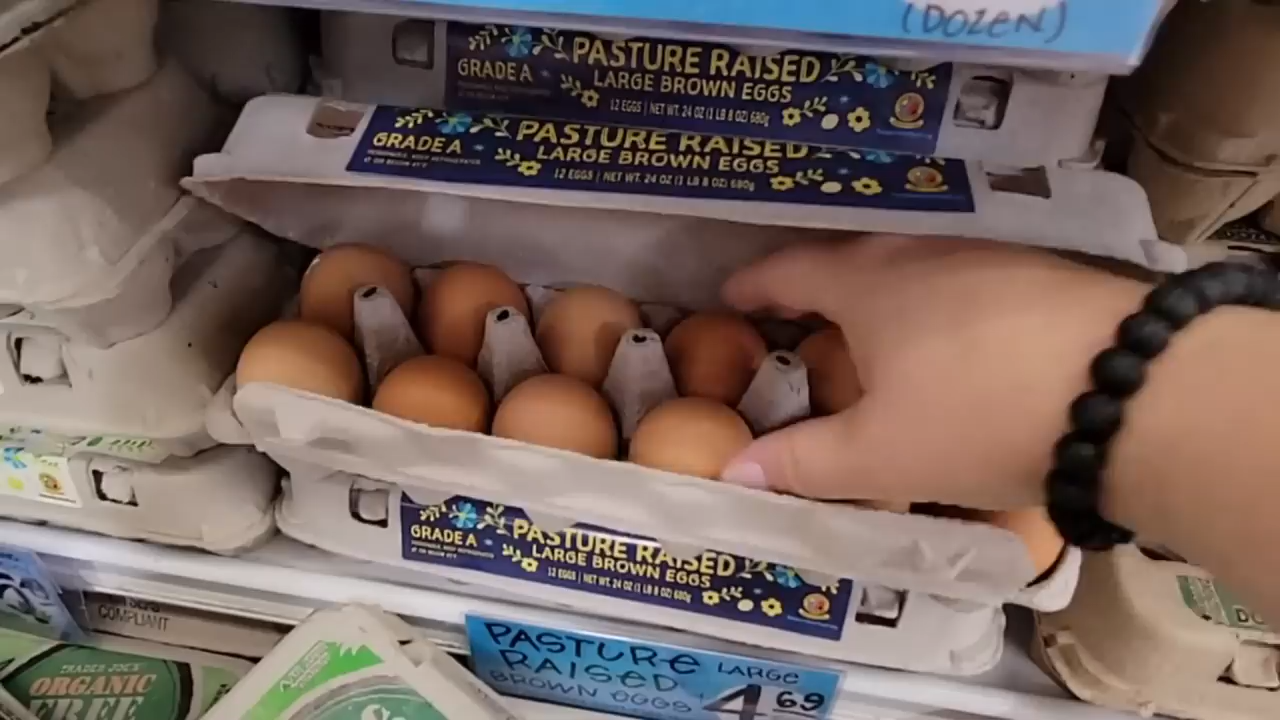 (DOZEN)
PASTURE RAISED
GRADE A
LARGE BROWN EGGS
12 EGGS | NET WT. 24 OZ (1 LB 8 OZ) 680g
PASTURE RAISED
GRADE A
LARGE BROWN EGGS
12 EGGS | NET WT. 24 OZ (1 LB 8 OZ) 680g
PASTURE RAISED
GRADE A
LARGE BROWN EGGS
12 EGGS | NET WT. 24 OZ (1 LB 8 OZ) 680g
COMPLIANT
TRADER JOE'S
ORGANIC
FREE
PASTURE LARGE
RAISED
BROWN EGGS 4 69